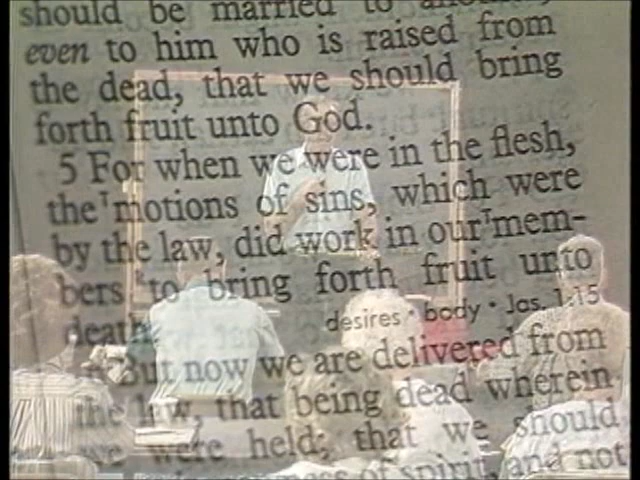 should be married to another,
even to him who is raised from
the dead, that we should bring
forth fruit unto God.
5 For when we were in the flesh,
the motions of sins, which were
by the law, did work in our mem-
bers to bring forth fruit unto
desires • body • Jas. 1:15
death.
But now we are delivered from
the law, that being dead wherein
we were held; that we should
of spirit, and not